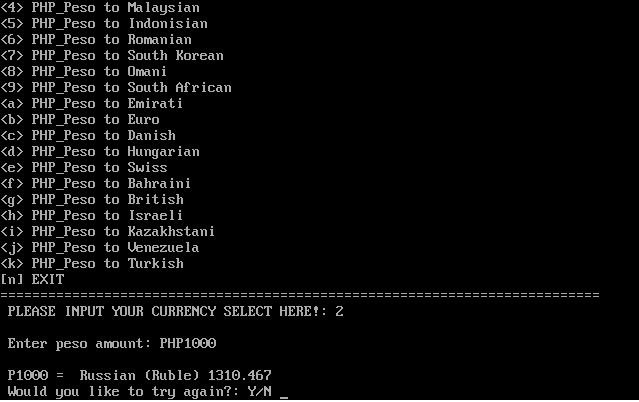 <4> PHP_Peso to Malaysian
<5> PHP_Peso to Indonisian
<6> PHP_Peso to Romanian
<7> PHP_Peso to South Korean
<8> PHP_Peso to Omani
<9> PHP_Peso to South African
<a> PHP_Peso to Emirati
<b> PHP_Peso to Euro
<c> PHP_Peso to Danish
<d> PHP_Peso to Hungarian
<e> PHP_Peso to Swiss
<f> PHP_Peso to Bahraini
<g> PHP_Peso to British
<h> PHP_Peso to Israeli
<i> PHP_Peso to Kazakhstani
<j> PHP_Peso to Venezuela
<k> PHP_Peso to Turkish
[n] EXIT
===========================================================================
PLEASE INPUT YOUR CURRENCY SELECT HERE!: 2
Enter peso amount: PHP1000
P1000 =  Russian (Ruble) 1310.467
Would you like to try again?: Y/N _